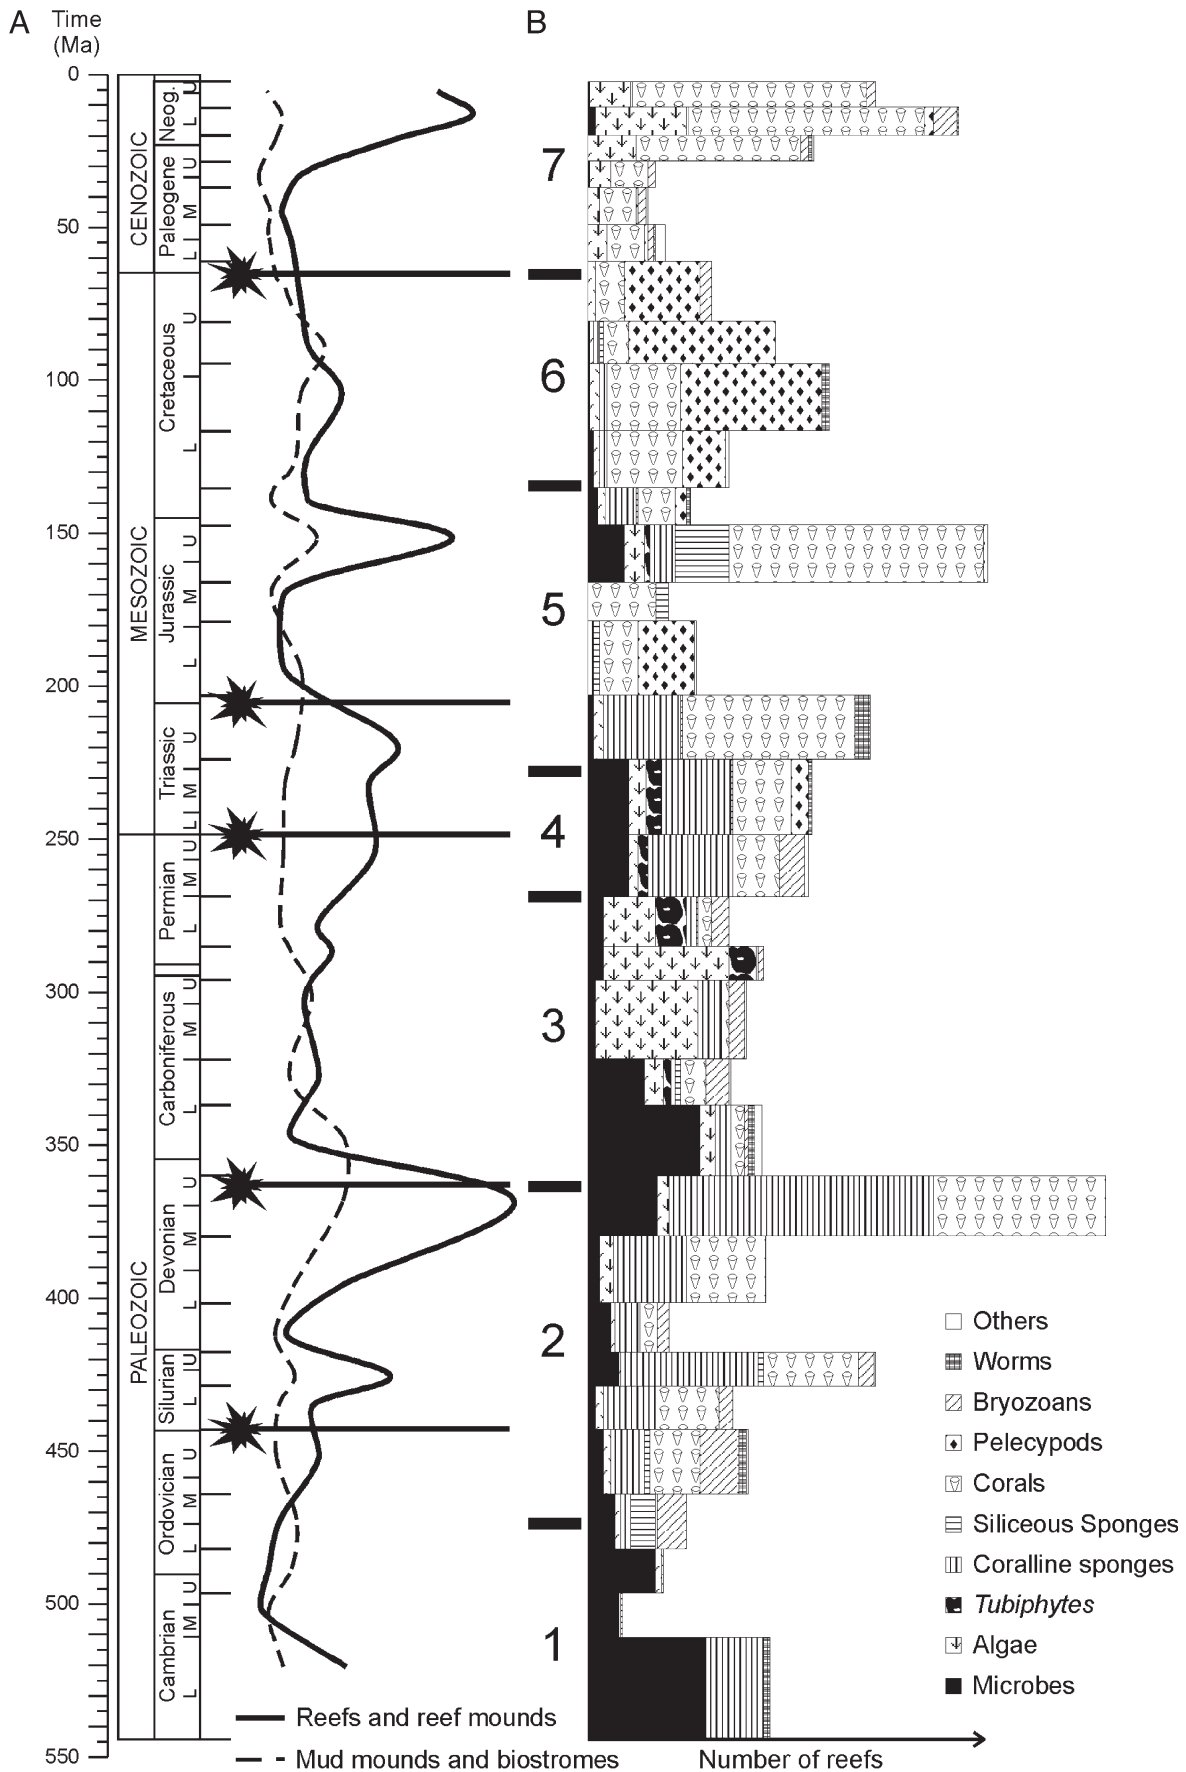 A
Time
(Ma)
B
0
50
100
150
200
250
300
350
400
450
500
550
CENOZOIC
MESOZOIC
PALEOZOIC
Neog.
U
L
Paleogene
U
M
L
Cretaceous
U
L
Jurassic
U
M
L
Triassic
U
M
L
Permian
U
M
L
Carboniferous
U
M
L
Devonian
U
M
L
Silurian
U
L
Ordovician
U
M
L
Cambrian
U
M
L
7
6
5
4
3
2
1
Others
Worms
Bryozoans
Pelecypods
Corals
Siliceous Sponges
Coralline sponges
Tubiphytes
Algae
Microbes
Reefs and reef mounds
Mud mounds and biostromes
Number of reefs